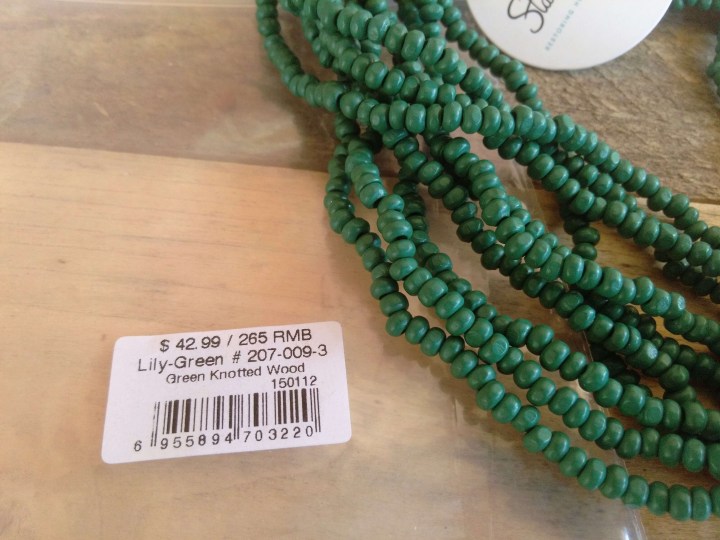 $ 42.99 / 265 RMB
Lily-Green # 207-009-3
Green Knotted Wood
150112
6 955894 703220